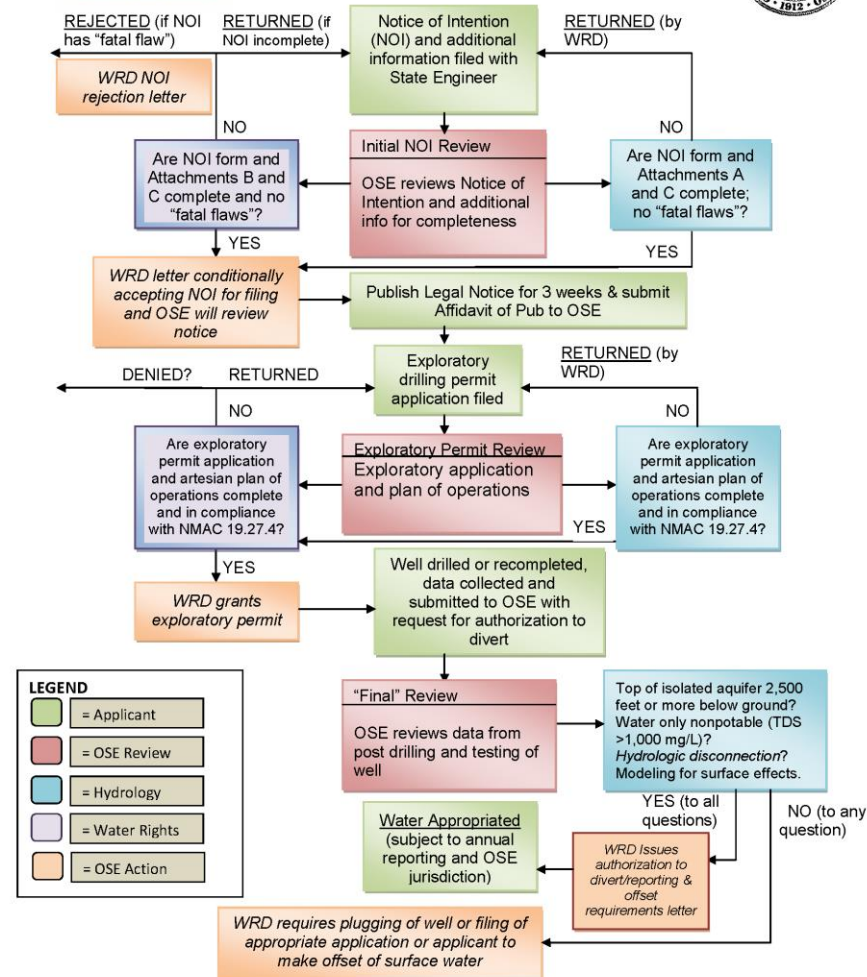 REJECTED (if NOI
has “fatal flaw”)
RETURNED (if
NOI incomplete)
Notice of Intention
(NOI) and additional
information filed with
State Engineer
RETURNED (by
WRD)
1912
WRD NOI
rejection letter
NO
NO
Are NOI form and
Attachments B and
C complete and no
“fatal flaws”?
Initial NOI Review
OSE reviews Notice of
Intention and additional
info for completeness
Are NOI form and
Attachments A
and C complete;
no “fatal flaws”?
YES
YES
WRD letter conditionally
accepting NOI for filing
and OSE will review
notice
Publish Legal Notice for 3 weeks & submit
Affidavit of Pub to OSE
DENIED?
RETURNED
Exploratory
drilling permit
application filed
RETURNED (by
WRD)
NO
NO
Are exploratory
permit application
and artesian plan of
operations complete
and in compliance
with NMAC 19.27.4?
Exploratory Permit Review
Exploratory application
and plan of operations
Are exploratory
permit application
and artesian plan of
operations complete
and in compliance
with NMAC 19.27.4?
YES
YES
WRD grants
exploratory permit
Well drilled or recompleted,
data collected and
submitted to OSE with
request for authorization to
divert
LEGEND
= Applicant
= OSE Review
= Hydrology
= Water Rights
= OSE Action
“Final” Review
OSE reviews data from
post drilling and testing of
well
Top of isolated aquifer 2,500
feet or more below ground?
Water only nonpotable (TDS
>1,000 mg/L)?
Hydrologic disconnection?
Modeling for surface effects.
YES (to all
questions)
NO (to any
question)
Water Appropriated
(subject to annual
reporting and OSE
jurisdiction)
WRD Issues
authorization to
divert/reporting &
offset
requirements letter
WRD requires plugging of well or filing of
appropriate application or applicant to
make offset of surface water